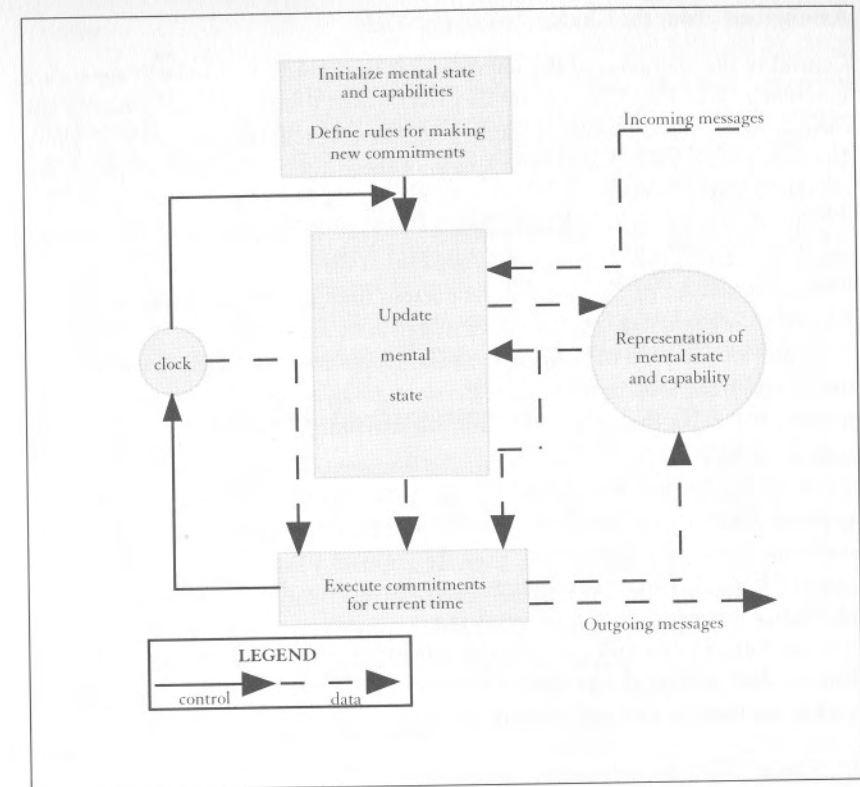 Initialize mental state
and capabilities
Define rules for making
new commitments
Incoming messages
Update
mental
state
clock
Representation of
mental state
and capability
Execute commitments
for current time
Outgoing messages
LEGEND
control
data